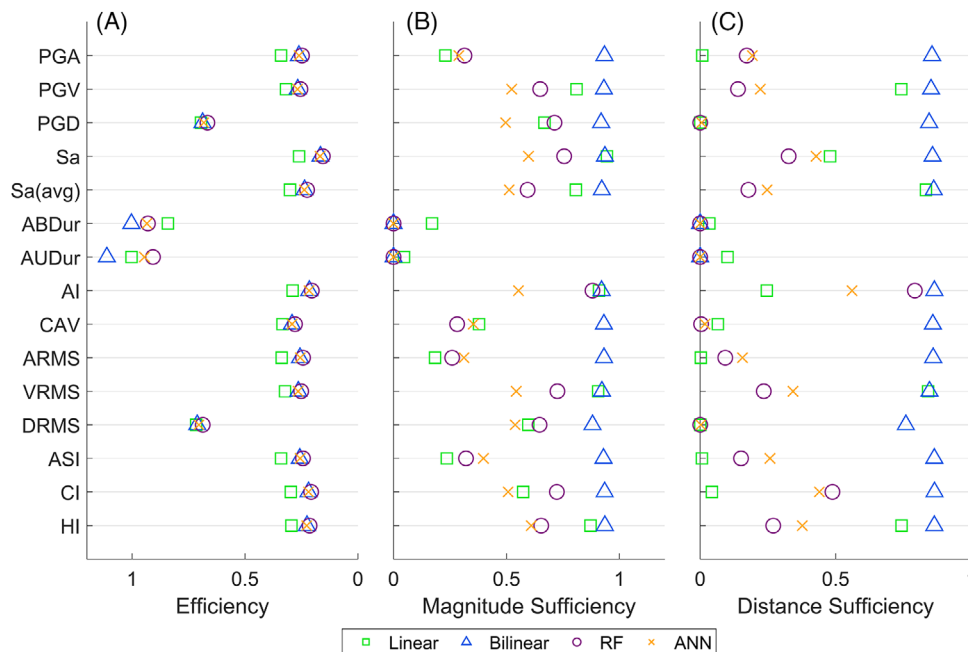 (A) (B) (C)
PGA
PGV
PGD
Sa
Sa(avg)
ABDur
AUDur
AI
CAV
ARMS
VRMS
DRMS
ASI
CI
HI
1 0.5 0 0 0.5 1 0 0.5 1
Efficiency Magnitude Sufficiency Distance Sufficiency
Linear Bilinear RF ANN